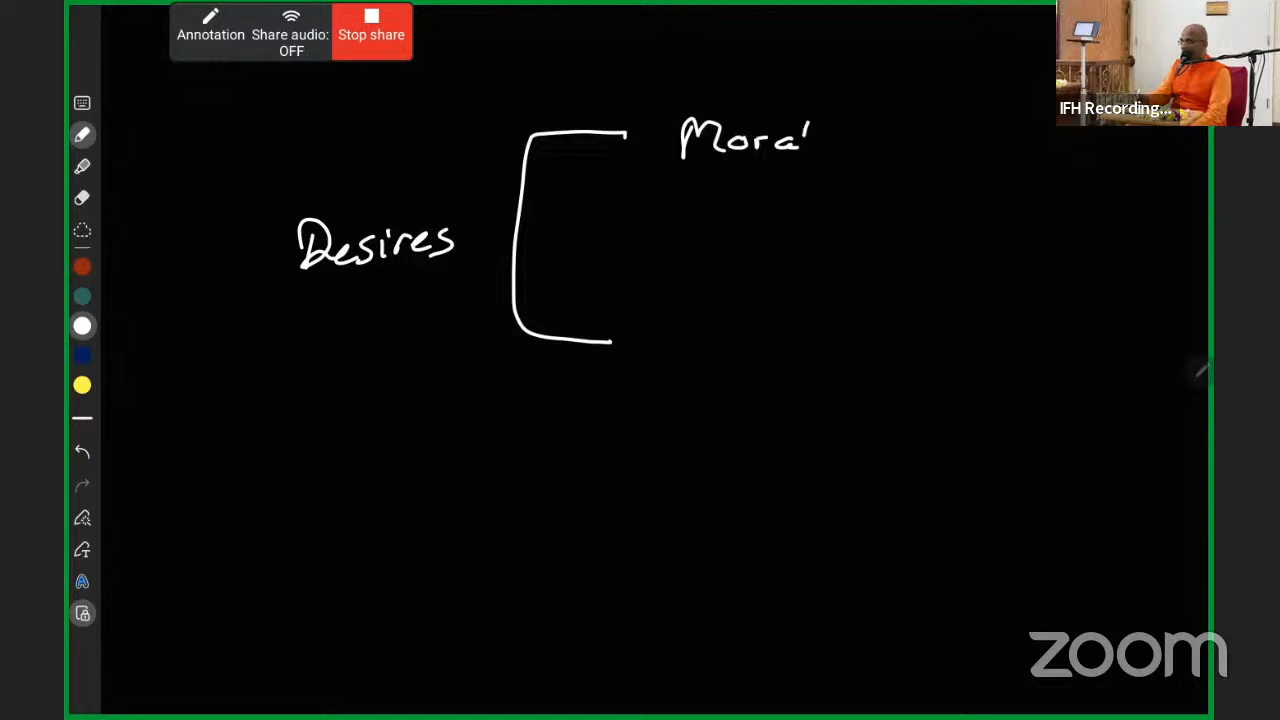 Annotation
Share audio: OFF
Stop share
IFH Recording...
Mora
Desires
zoom